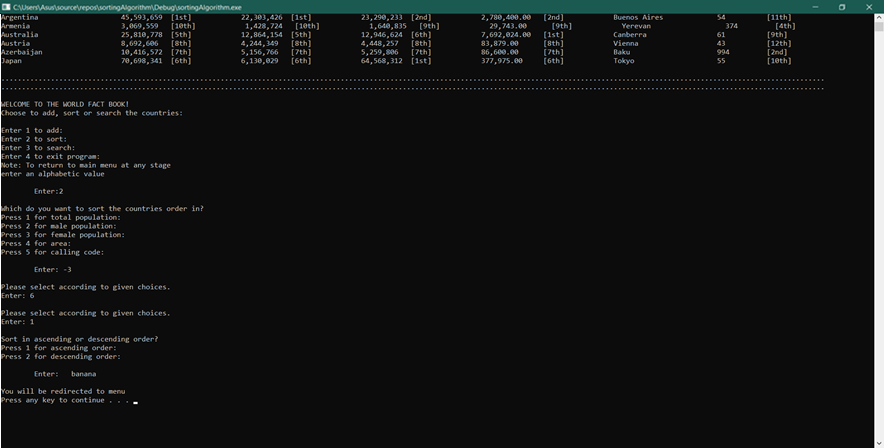 C:\Users\Asus\source\repos\sortingAlgorithm\Debug\sortingAlgorithm.exe
Argentina 45,593,659 [1st] 22,303,426 [1st] 23,290,233 [2nd] 2,780,400.00 [2nd] Buenos Aires 54 [11th]
Armenia 3,069,559 [10th] 1,428,724 [10th] 1,640,835 [9th] 29,743.00 [9th] Yerevan 374 [4th]
Australia 25,810,778 [5th] 12,864,154 [5th] 12,946,624 [6th] 7,692,024.00 [1st] Canberra 61 [9th]
Austria 8,692,606 [8th] 4,244,349 [8th] 4,448,257 [8th] 83,879.00 [8th] Vienna 43 [12th]
Azerbaijan 10,416,572 [7th] 5,156,766 [7th] 5,259,806 [7th] 86,600.00 [7th] Baku 994 [2nd]
Japan 70,698,341 [6th] 6,130,029 [6th] 64,568,312 [1st] 377,975.00 [6th] Tokyo 55 [10th]
WELCOME TO THE WORLD FACT BOOK!
Choose to add, sort or search the countries:
Enter 1 to add:
Enter 2 to sort:
Enter 3 to search:
Enter 4 to exit program:
Note: To return to main menu at any stage
enter an alphabetic value
Enter:2
Which do you want to sort the countries order in?
Press 1 for total population:
Press 2 for male population:
Press 3 for female population:
Press 4 for area:
Press 5 for calling code:
Enter: -3
Please select according to given choices.
Enter: 6
Please select according to given choices.
Enter: 1
Sort in ascending or descending order?
Press 1 for ascending order:
Press 2 for descending order:
Enter: banana
You will be redirected to menu
Press any key to continue . . .